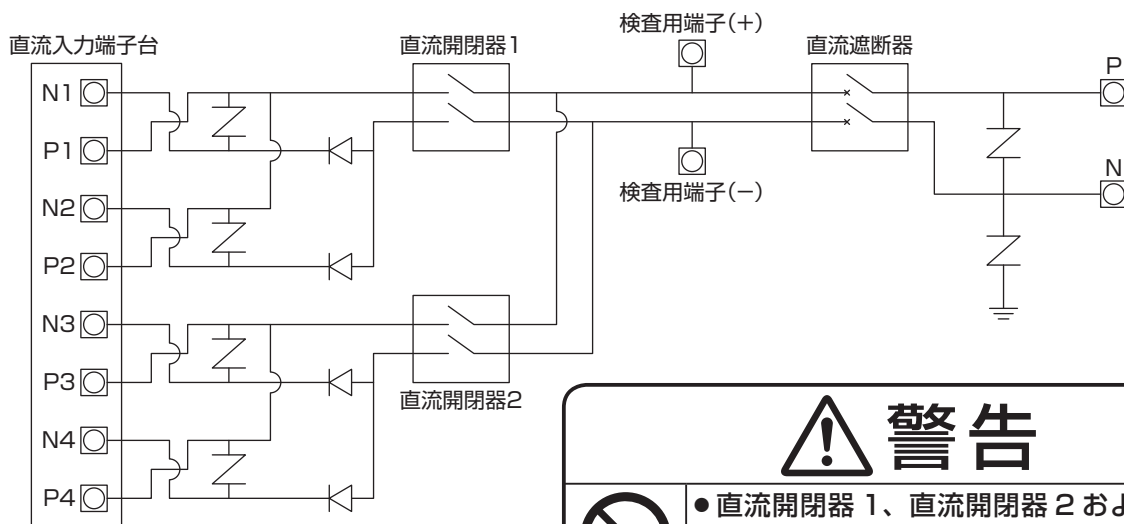 検査用端子(+)
直流入力端子台
直流開閉器1
直流遮断器
N1
P1
N2
P2
N3
P3
N4
P4
P
N
検査用端子(−)
直流開閉器2
警告
●直流開閉器 1、直流開閉器 2 およ